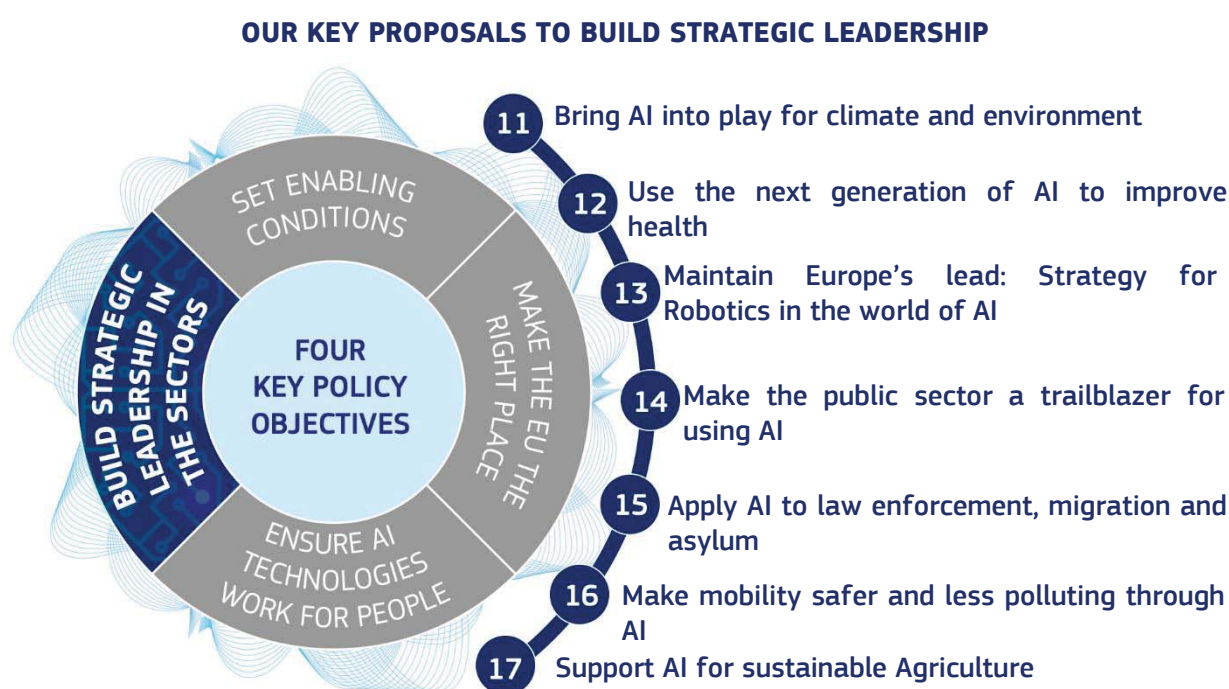 OUR KEY PROPOSALS TO BUILD STRATEGIC LEADERSHIP
SET ENABLING
CONDITIONS
MAKE THE EU THE
RIGHT PLACE
ENSURE AI
TECHNOLOGIES
WORK FOR PEOPLE
BUILD STRATEGIC
LEADERSHIP IN
THE SECTORS
FOUR
KEY POLICY
OBJECTIVES
11 Bring AI into play for climate and environment
12 Use the next generation of AI to improve
health
13 Maintain Europe’s lead: Strategy for
Robotics in the world of AI
14 Make the public sector a trailblazer for
using AI
15 Apply AI to law enforcement, migration and
asylum
16 Make mobility safer and less polluting through
AI
17 Support AI for sustainable Agriculture